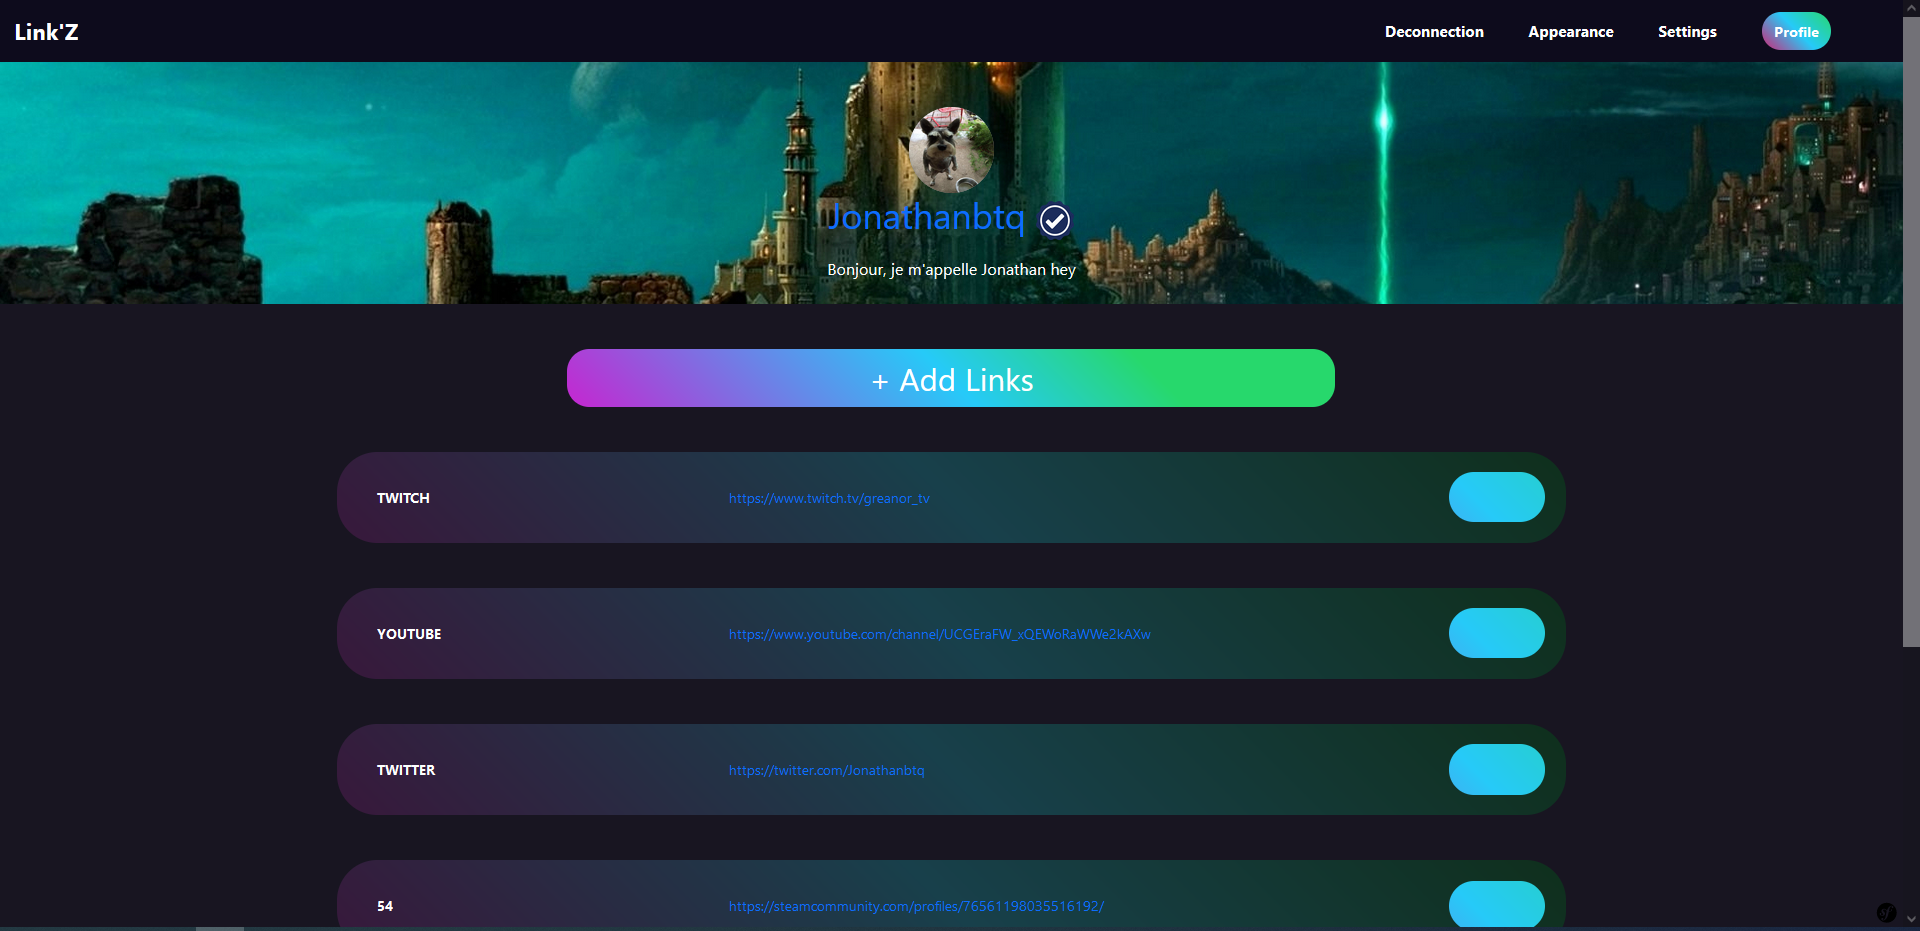 Link'Z
Deconnection
Appearance
Settings
Profile
Jonathanbtq
Bonjour, je m'appelle Jonathan hey
+ Add Links
TWITCH
https://www.twitch.tv/greanor_tv
YOUTUBE
https://www.youtube.com/channel/UCGEraFW_xQEWoRaWWe2kAXw
TWITTER
https://twitter.com/Jonathanbtq
54
https://steamcommunity.com/profiles/76561198035516192/
sf